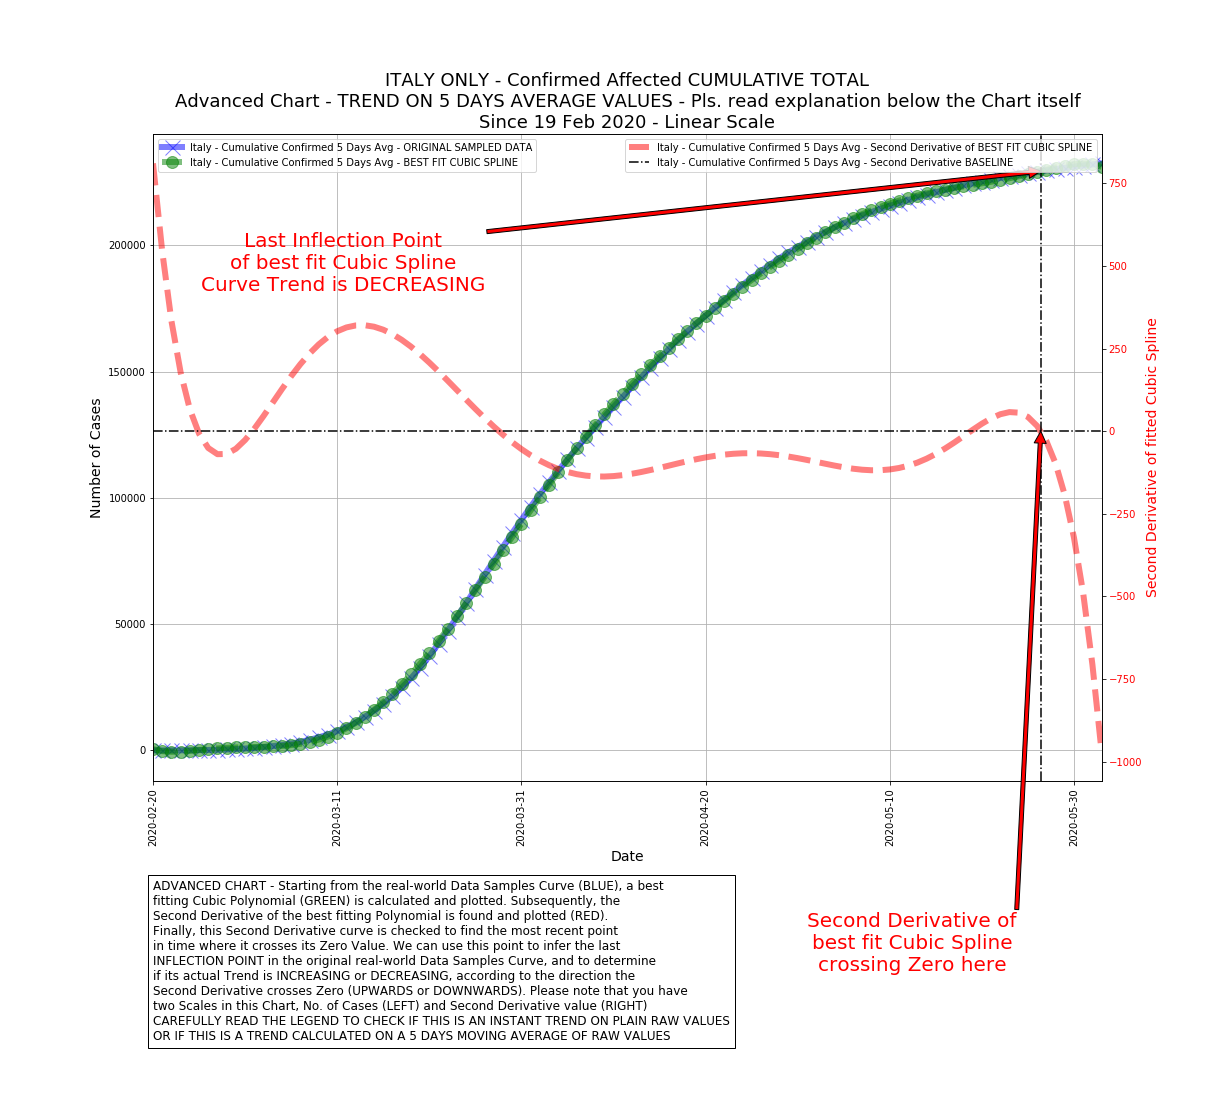 ITALY ONLY - Confirmed Affected CUMULATIVE TOTAL
Advanced Chart - TREND ON 5 DAYS AVERAGE VALUES - Pls. read explanation below the Chart itself
Since 19 Feb 2020 - Linear Scale
Italy - Cumulative Confirmed 5 Days Avg - ORIGINAL SAMPLED DATA
Italy - Cumulative Confirmed 5 Days Avg - BEST FIT CUBIC SPLINE
Italy - Cumulative Confirmed 5 Days Avg - Second Derivative of BEST FIT CUBIC SPLINE
Italy - Cumulative Confirmed 5 Days Avg - Second Derivative BASELINE
Last Inflection Point
of best fit Cubic Spline
Curve Trend is DECREASING
Number of Cases
200000
150000
100000
50000
0
750
500
250
0
−250
−500
−750
−1000
Second Derivative of fitted Cubic Spline
2020-02-20
2020-03-11
2020-03-31
2020-04-20
2020-05-10
2020-05-30
Date
Second Derivative of
best fit Cubic Spline
crossing Zero here
ADVANCED CHART - Starting from the real-world Data Samples Curve (BLUE), a best
fitting Cubic Polynomial (GREEN) is calculated and plotted. Subsequently, the
Second Derivative of the best fitting Polynomial is found and plotted (RED).
Finally, this Second Derivative curve is checked to find the most recent point
in time where it crosses its Zero Value. We can use this point to infer the last
INFLECTION POINT in the original real-world Data Samples Curve, and to determine
if its actual Trend is INCREASING or DECREASING, according to the direction the
Second Derivative crosses Zero (UPWARDS or DOWNWARDS). Please note that you have
two Scales in this Chart, No. of Cases (LEFT) and Second Derivative value (RIGHT)
CAREFULLY READ THE LEGEND TO CHECK IF THIS IS AN INSTANT TREND ON PLAIN RAW VALUES
OR IF THIS IS A TREND CALCULATED ON A 5 DAYS MOVING AVERAGE OF RAW VALUES